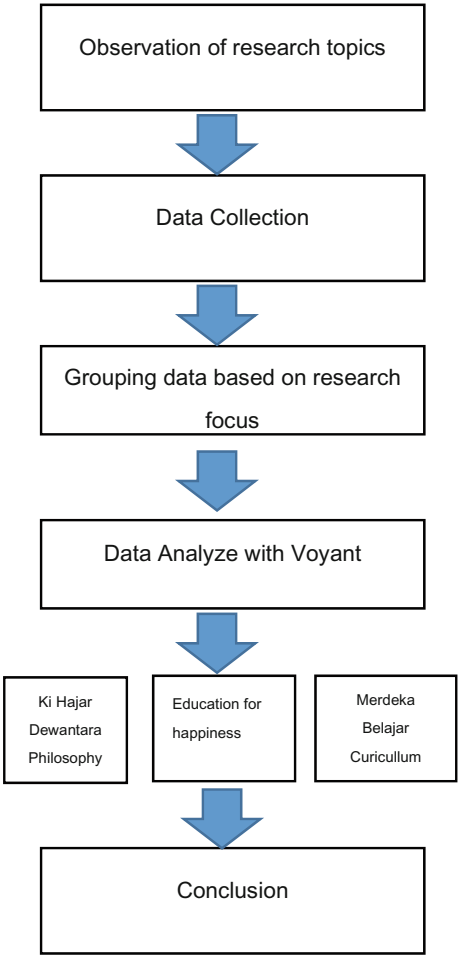 Observation of research topics
Data Collection
Grouping data based on research
focus
Data Analyze with Voyant
Ki Hajar
Dewantara
Philosophy
Education for
happiness
Merdeka
Belajar
Curicullum
Conclusion